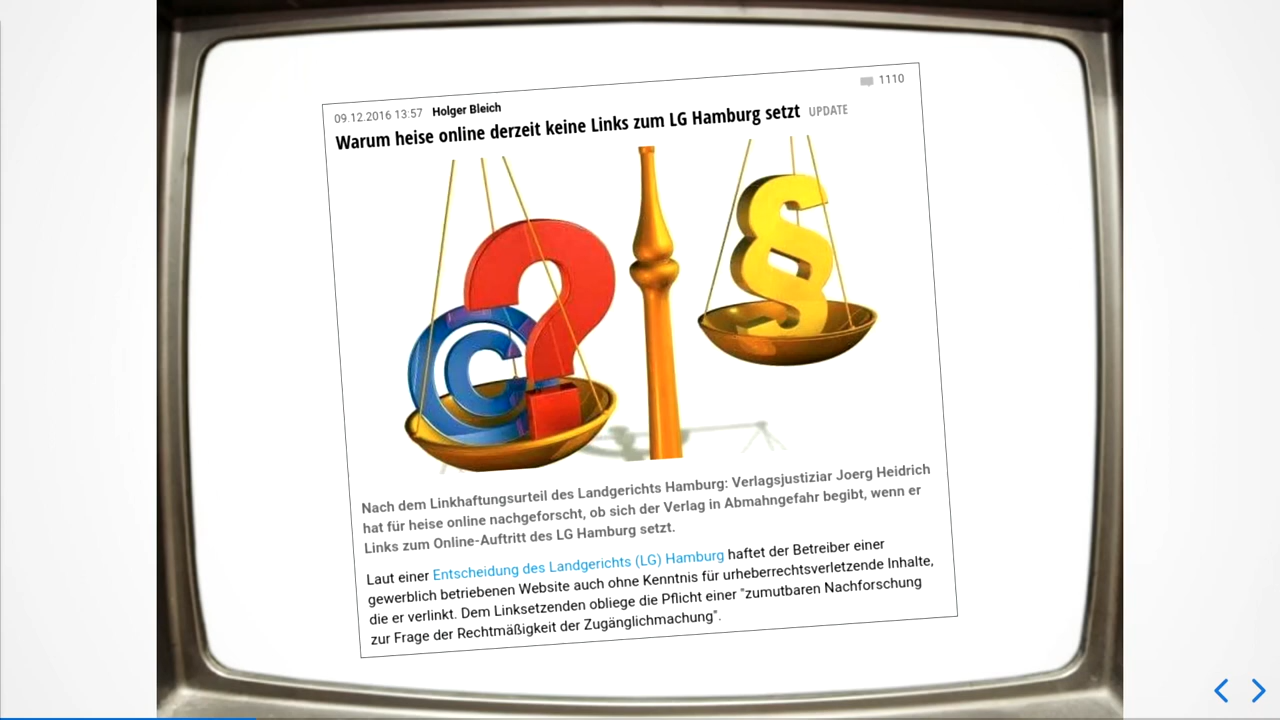 1110
09.12.2016 13:57 Holger Bleich
Warum heise online derzeit keine Links zum LG Hamburg setzt UPDATE
©?
§
Nach dem Linkhaftungsurteil des Landgerichts Hamburg: Verlagsjustiziar Joerg Heidrich
hat für heise online nachgeforscht, ob sich der Verlag in Abmahngefahr begibt, wenn er
Links zum Online-Auftritt des LG Hamburg setzt.
Laut einer Entscheidung des Landgerichts (LG) Hamburg haftet der Betreiber einer
gewerblich betriebenen Website auch ohne Kenntnis für urheberrechtsverletzende Inhalte,
die er verlinkt. Dem Linksetzenden obliege die Pflicht einer "zumutbaren Nachforschung
zur Frage der Rechtmäßigkeit der Zugänglichmachung".